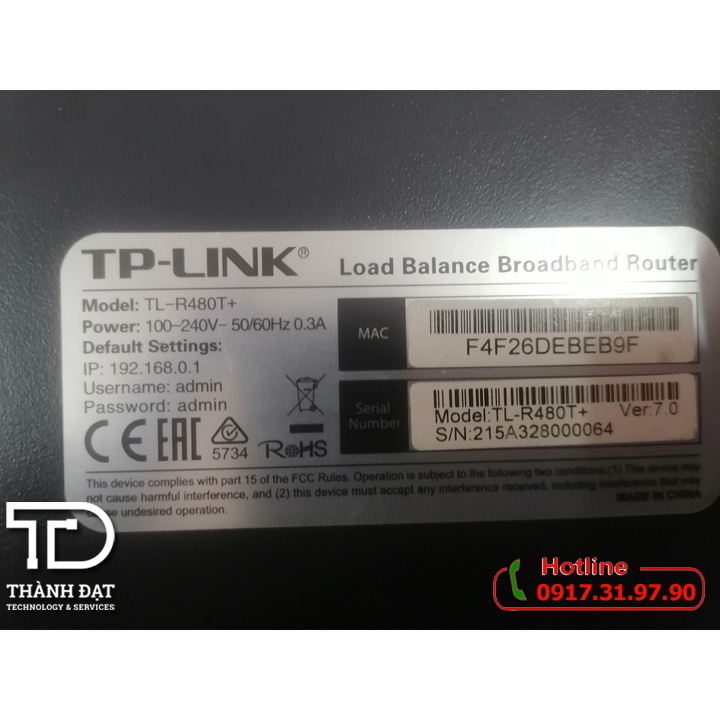 TP-LINK®
Load Balance Broadband Router
Model: TL-R480T+
Power: 100-240V~ 50/60Hz 0.3A
Default Settings:
IP: 192.168.0.1
Username: admin
Password: admin
MAC
F4F26DEBEB9F
Serial
Number
Model:TL-R480T+ Ver:7.0
S/N:215A328000064
CE EAC 5734 RoHS
This device complies with part 15 of the FCC Rules. Operation is subject to the following two conditions:(1) This device may
not cause harmful interference, and (2) this device must accept any interference received, including interference
undesired operation.
MADE IN CHINA
TD
THÀNH ĐẠT
TECHNOLOGY & SERVICES
Hotline
0917.31.97.90